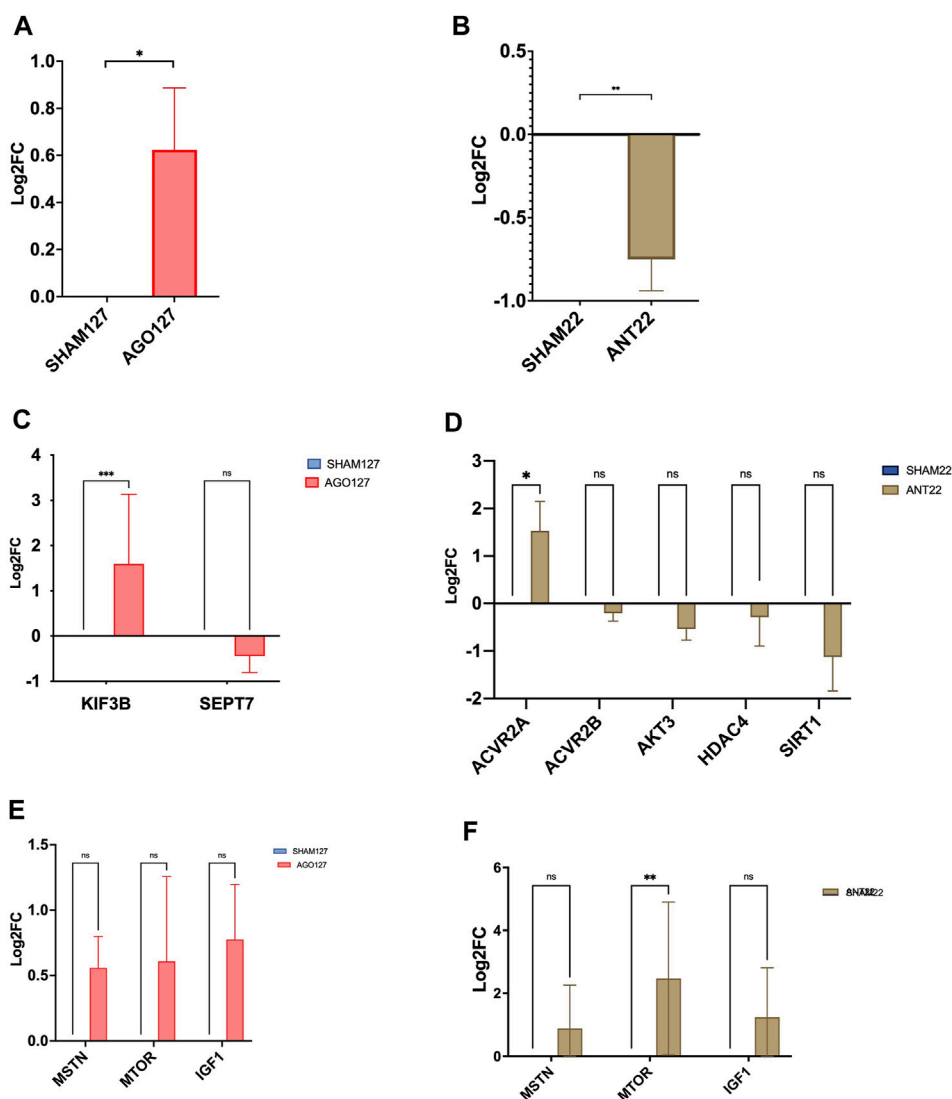 A
*
1.0
0.8
0.6
0.4
0.2
0.0
Log2FC
SHAM127
AGO127
B
**
0.5
0.0
-0.5
-1.0
Log2FC
SHAM22
ANT22
C
***
ns
4
3
2
1
0
-1
Log2FC
KIF3B
SEPT7
SHAM127
AGO127
D
*
ns
ns
ns
ns
3
2
1
0
-1
-2
Log2FC
ACVR2A
ACVR2B
AKT3
HDAC4
SIRT1
SHAM22
ANT22
E
ns
ns
ns
1.5
1.0
0.5
0.0
Log2FC
MSTN
MTOR
IGF1
SHAM127
AGO127
F
ns
**
ns
6
4
2
0
Log2FC
MSTN
MTOR
IGF1